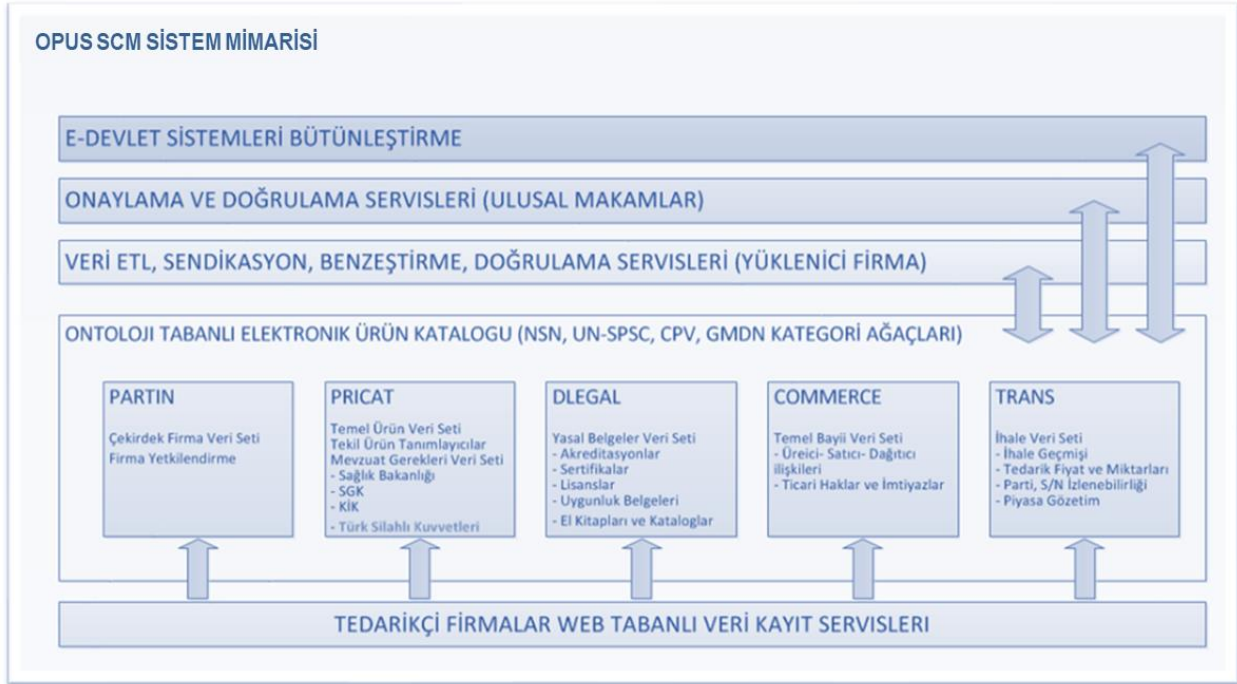 OPUS SCM SİSTEM MİMARİSİ
E-DEVLET SİSTEMLERİ BÜTÜNLEŞTİRME
ONAYLAMA VE DOĞRULAMA SERVİSLERİ (ULUSAL MAKAMLAR)
VERİ ETL, SENDİKASYON, BENZEŞTİRME, DOĞRULAMA SERVİSLERİ (YÜKLENİCİ FİRMA)
ONTOLOJİ TABANLI ELEKTRONIK ÜRÜN KATALOGU (NSN, UN-SPSC, CPV, GMDN KATEGORİ AĞAÇLARI)
PARTIN
Çekirdek Firma Veri Seti
Firma Yetkilendirme
PRICAT
Temel Ürün Veri Seti
Tekil Ürün Tanımlayıcılar
Mevzuat Gerekleri Veri Seti
- Sağlık Bakanlığı
- SGK
- KİK
- Türk Silahlı Kuvvetleri
DLEGAL
Yasal Belgeler Veri Seti
- Akreditasyonlar
- Sertifikalar
- Lisanslar
- Uygunluk Belgeleri
- El Kitapları ve Kataloglar
COMMERCE
Temel Bayii Veri Seti
- Üreici- Satıcı- Dağıtıcı
ilişkileri
- Ticari Haklar ve İmtiyazlar
TRANS
İhale Veri Seti
- İhale Geçmişi
- Tedarik Fiyat ve Miktarları
- Parti, S/N İzlenebilirliği
- Piyasa Gözetim
TEDARİKÇİ FİRMALAR WEB TABANLI VERİ KAYIT SERVİSLERI